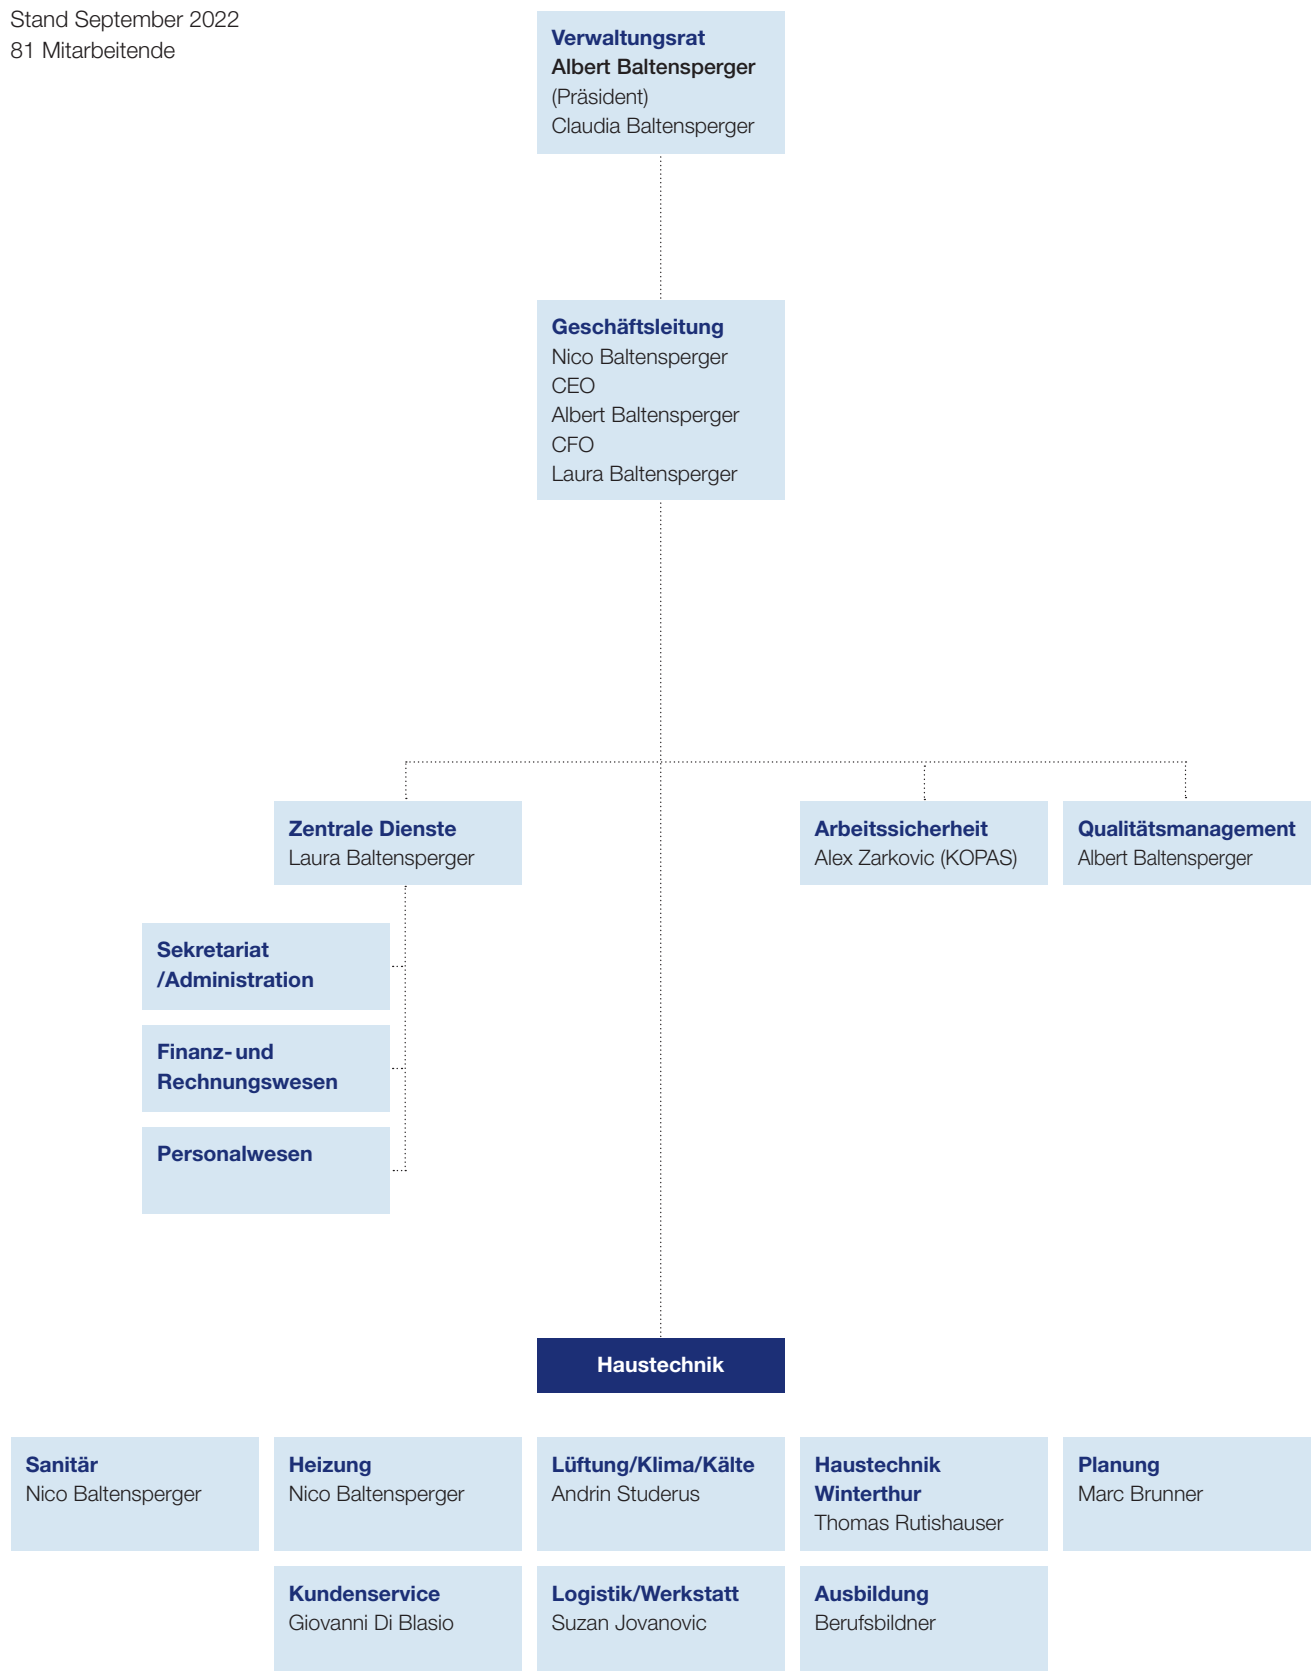 Stand September 2022
81 Mitarbeitende
Verwaltungsrat
Albert Baltensperger
(Präsident)
Claudia Baltensperger
Geschäftsleitung
Nico Baltensperger
CEO
Albert Baltensperger
CFO
Laura Baltensperger
Zentrale Dienste
Laura Baltensperger
Arbeitssicherheit
Alex Zarkovic (KOPAS)
Qualitätsmanagement
Albert Baltensperger
Sekretariat
/Administration
Finanz- und
Rechnungswesen
Personalwesen
Haustechnik
Sanitär
Nico Baltensperger
Heizung
Nico Baltensperger
Lüftung/Klima/Kälte
Andrin Studerus
Haustechnik
Winterthur
Thomas Rutishauser
Planung
Marc Brunner
Kundenservice
Giovanni Di Blasio
Logistik/Werkstatt
Suzan Jovanovic
Ausbildung
Berufsbildner